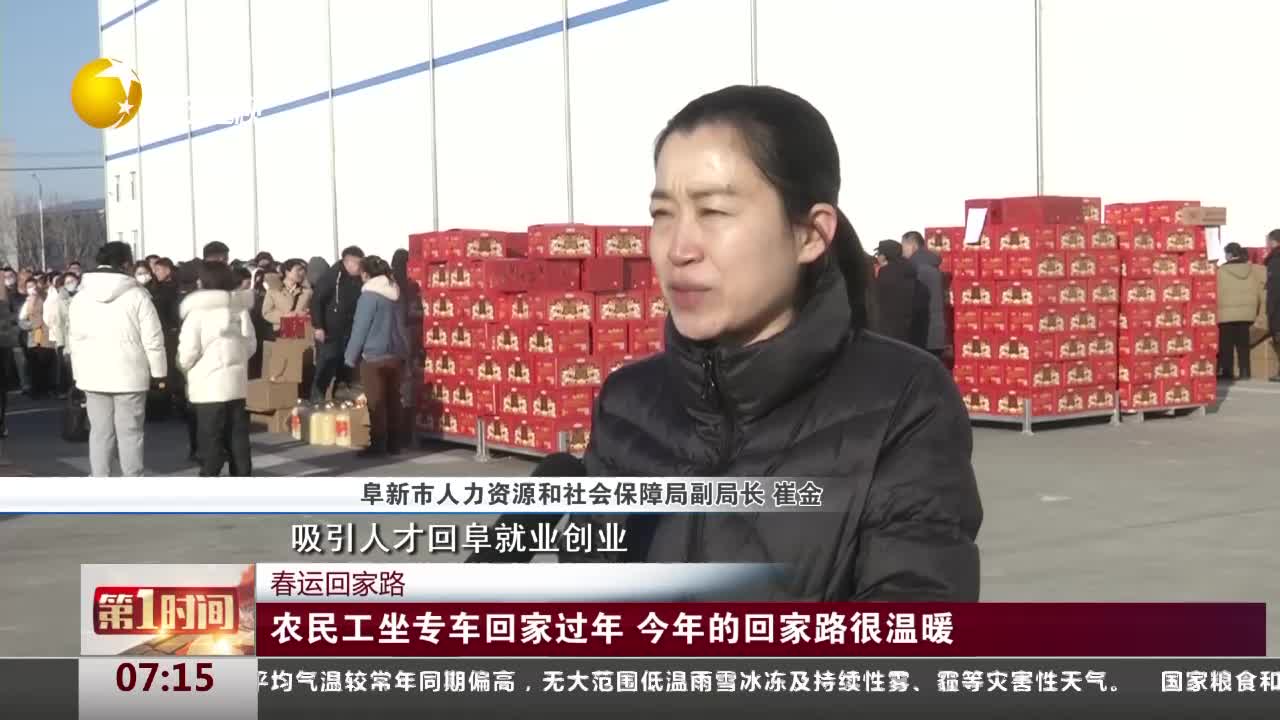 阜新市人力资源和社会保障局副局长 崔金
吸引人才回阜就业创业
春运回家路
第1时间
农民工坐专车回家过年 今年的回家路很温暖
07:15
平均气温较常年同期偏高，无大范围低温雨雪冰冻及持续性雾、霾等灾害性天气。 国家粮食和